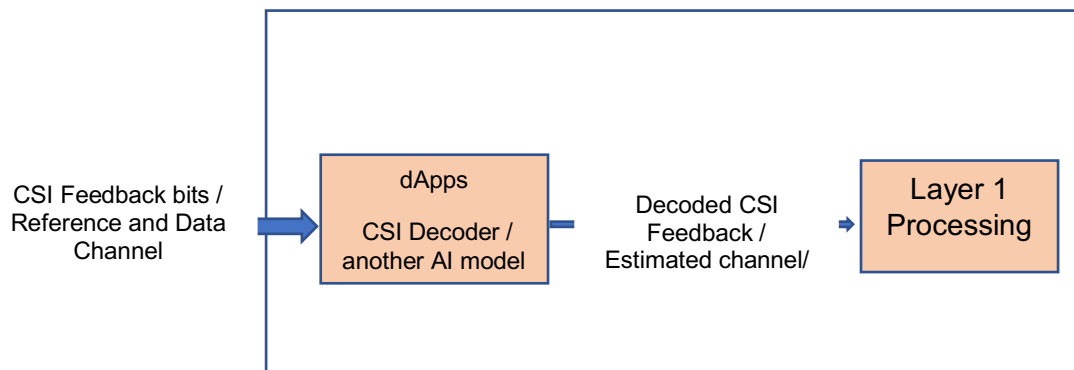 CSI Feedback bits /
Reference and Data
Channel
dApps
CSI Decoder /
another AI model
Decoded CSI
Feedback /
Estimated channel/
Layer 1
Processing